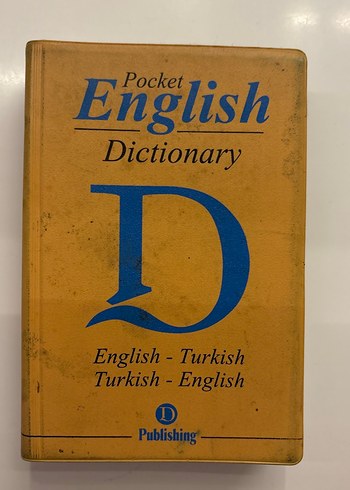 Pocket
English
Dictionary
D
English - Turkish
Turkish - English
D
Publishing